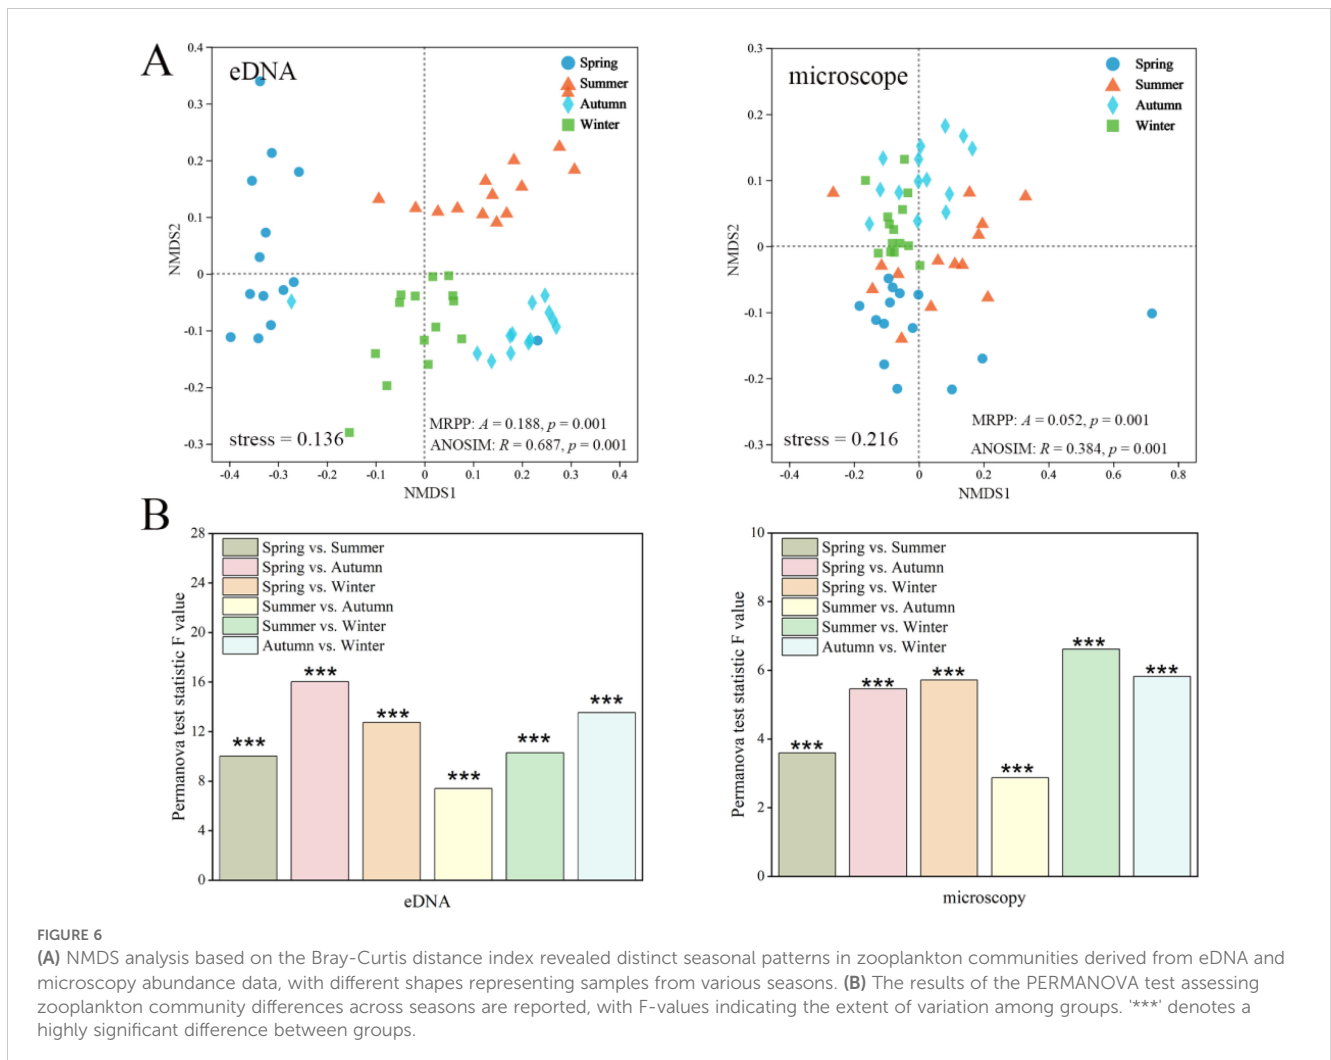 A
eDNA
Spring
Summer
Autumn
Winter
0.4
0.3
0.2
0.1
0
-0.1
-0.2
-0.3
NMDS2
stress = 0.136
MRPP: A = 0.188, p = 0.001
ANOSIM: R = 0.687, p = 0.001
-0.4
-0.3
-0.2
-0.1
0
0.1
0.2
0.3
0.4
NMDS1
microscope
Spring
Summer
Autumn
Winter
0.3
0.2
0.1
0
-0.1
-0.2
-0.3
NMDS2
stress = 0.216
MRPP: A = 0.052, p = 0.001
ANOSIM: R = 0.384, p = 0.001
-0.4
-0.2
0
0.2
0.4
0.6
0.8
NMDS1
B
Spring vs. Summer
Spring vs. Autumn
Spring vs. Winter
Summer vs. Autumn
Summer vs. Winter
Autumn vs. Winter
28
24
20
16
12
8
4
0
Permanova test statistic F value
***
***
***
***
***
***
eDNA
Spring vs. Summer
Spring vs. Autumn
Spring vs. Winter
Summer vs. Autumn
Summer vs. Winter
Autumn vs. Winter
10
8
6
4
2
0
Permanova test statistic F value
***
***
***
***
***
***
microscopy
FIGURE 6
(A) NMDS analysis based on the Bray-Curtis distance index revealed distinct seasonal patterns in zooplankton communities derived from eDNA and
microscopy abundance data, with different shapes representing samples from various seasons. (B) The results of the PERMANOVA test assessing
zooplankton community differences across seasons are reported, with F-values indicating the extent of variation among groups. '***' denotes a
highly significant difference between groups.